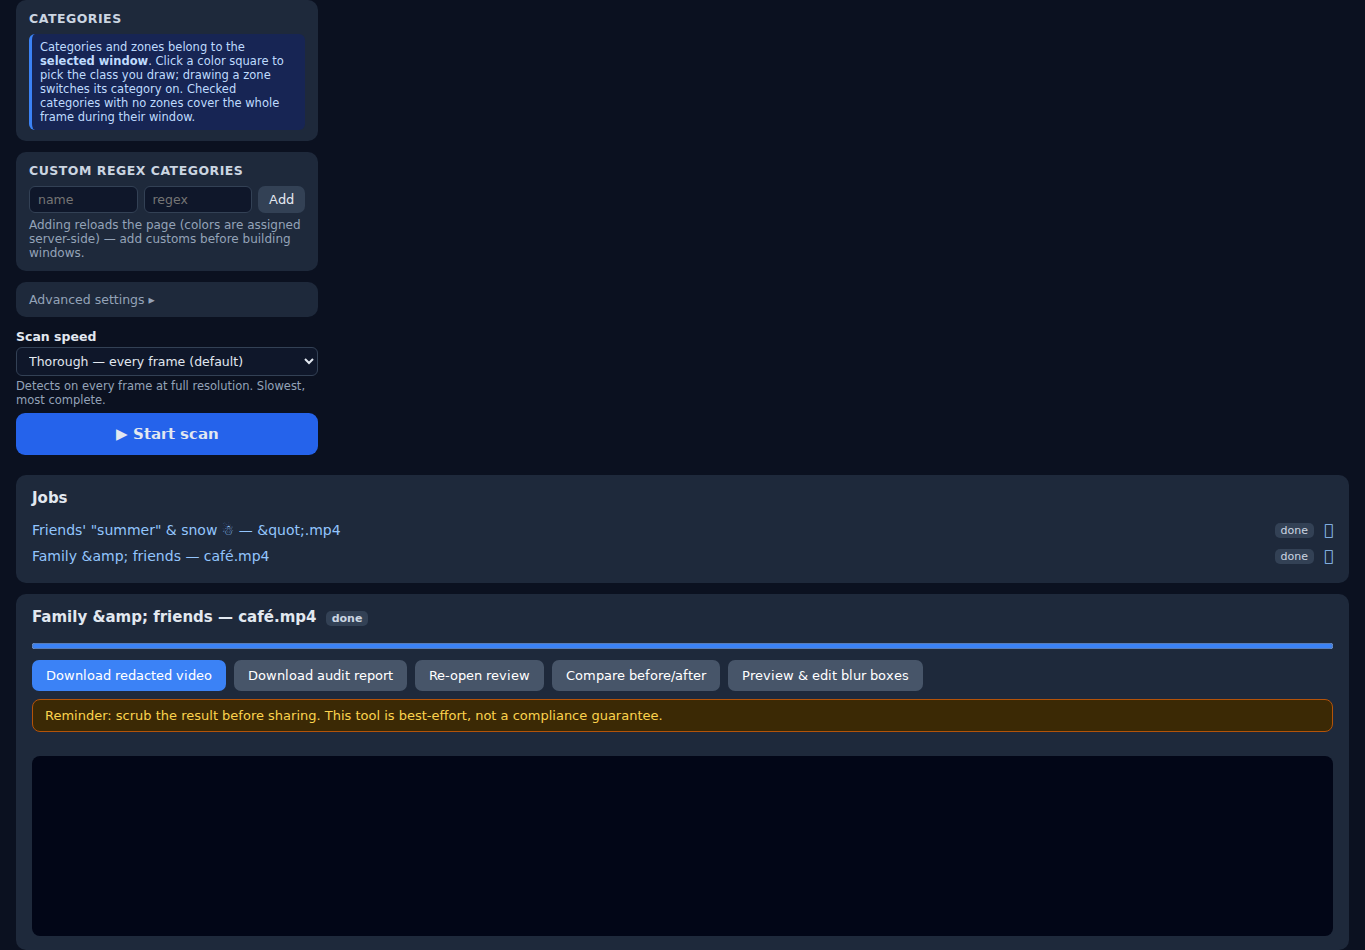 CATEGORIES
Categories and zones belong to the
selected window. Click a color square to
pick the class you draw; drawing a zone
switches its category on. Checked
categories with no zones cover the whole
frame during their window.
CUSTOM REGEX CATEGORIES
name regex Add
Adding reloads the page (colors are assigned
server-side) — add customs before building
windows.
Advanced settings ▸
Scan speed
Thorough — every frame (default)
Detects on every frame at full resolution. Slowest,
most complete.
▶ Start scan
Jobs
Friends' "summer" & snow ☃ — &quot;.mp4 done
Family &amp; friends — café.mp4 done
Family &amp; friends — café.mp4 done
Download redacted video Download audit report Re-open review Compare before/after Preview & edit blur boxes
Reminder: scrub the result before sharing. This tool is best-effort, not a compliance guarantee.